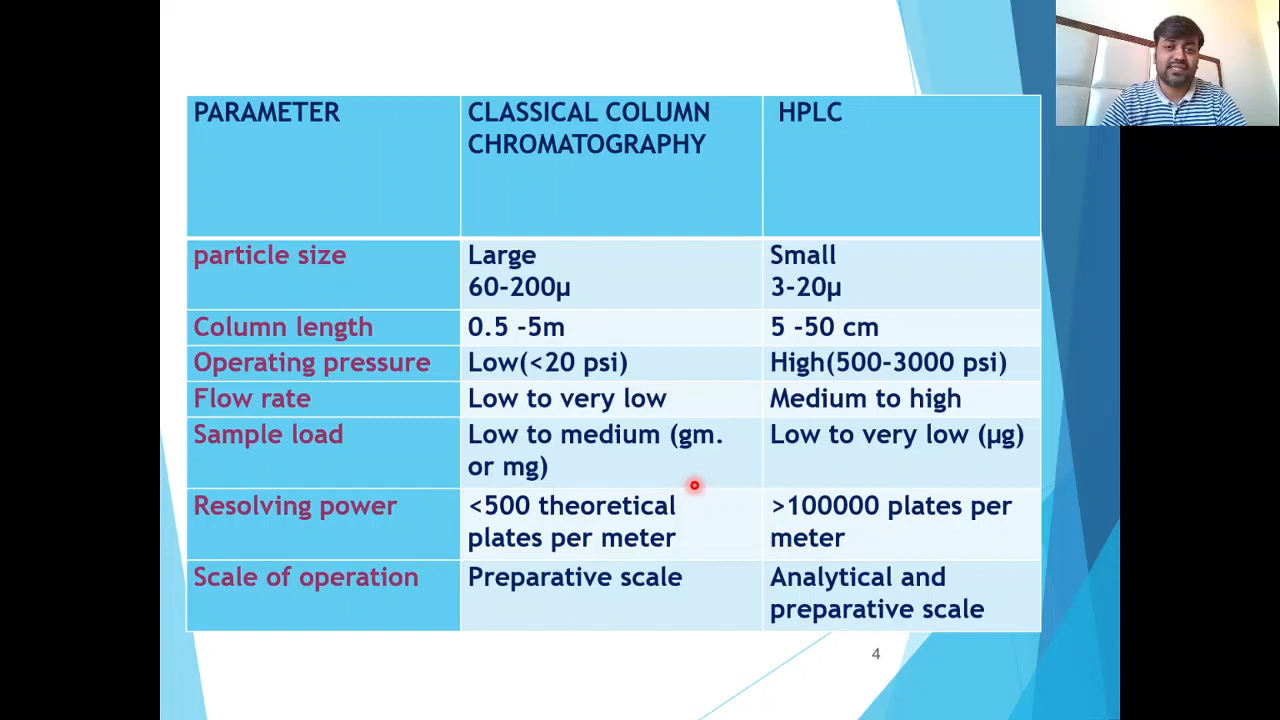 PARAMETER
CLASSICAL COLUMN
CHROMATOGRAPHY
HPLC
particle size
Large
60-200µ
Small
3-20µ
Column length
0.5 -5m
5 -50 cm
Operating pressure
Low(<20 psi)
High(500-3000 psi)
Flow rate
Low to very low
Medium to high
Sample load
Low to medium (gm.
or mg)
Low to very low (µg)
Resolving power
<500 theoretical
plates per meter
>100000 plates per
meter
Scale of operation
Preparative scale
Analytical and
preparative scale
4